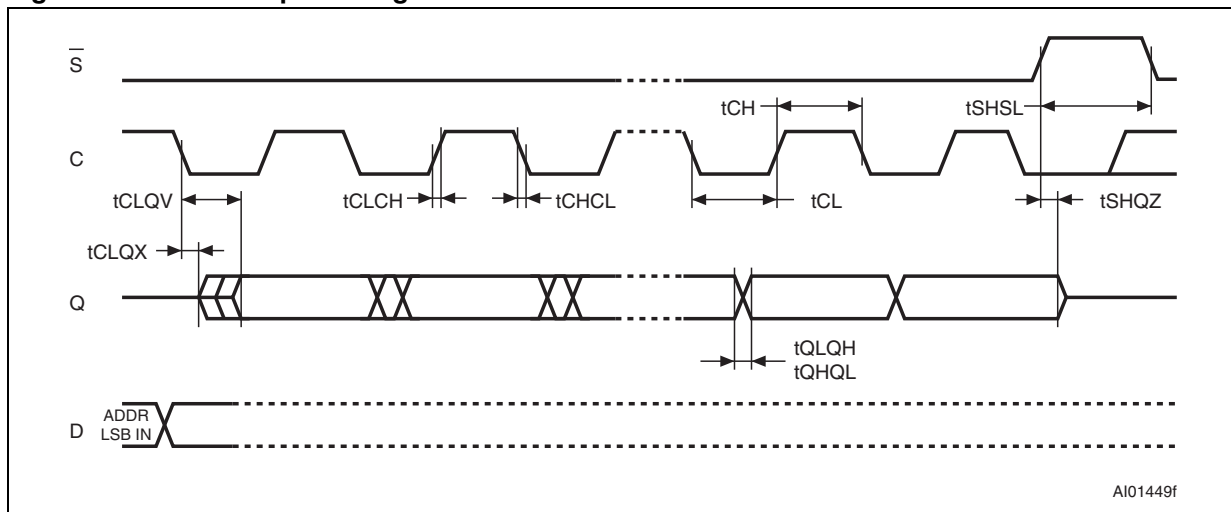 S
tCH
tSHSL
C
tCLQV
tCLCH
tCHCL
tCL
tSHQZ
tCLQX
Q
tQLQH
tQHQL
D
ADDR
LSB IN
AI01449f